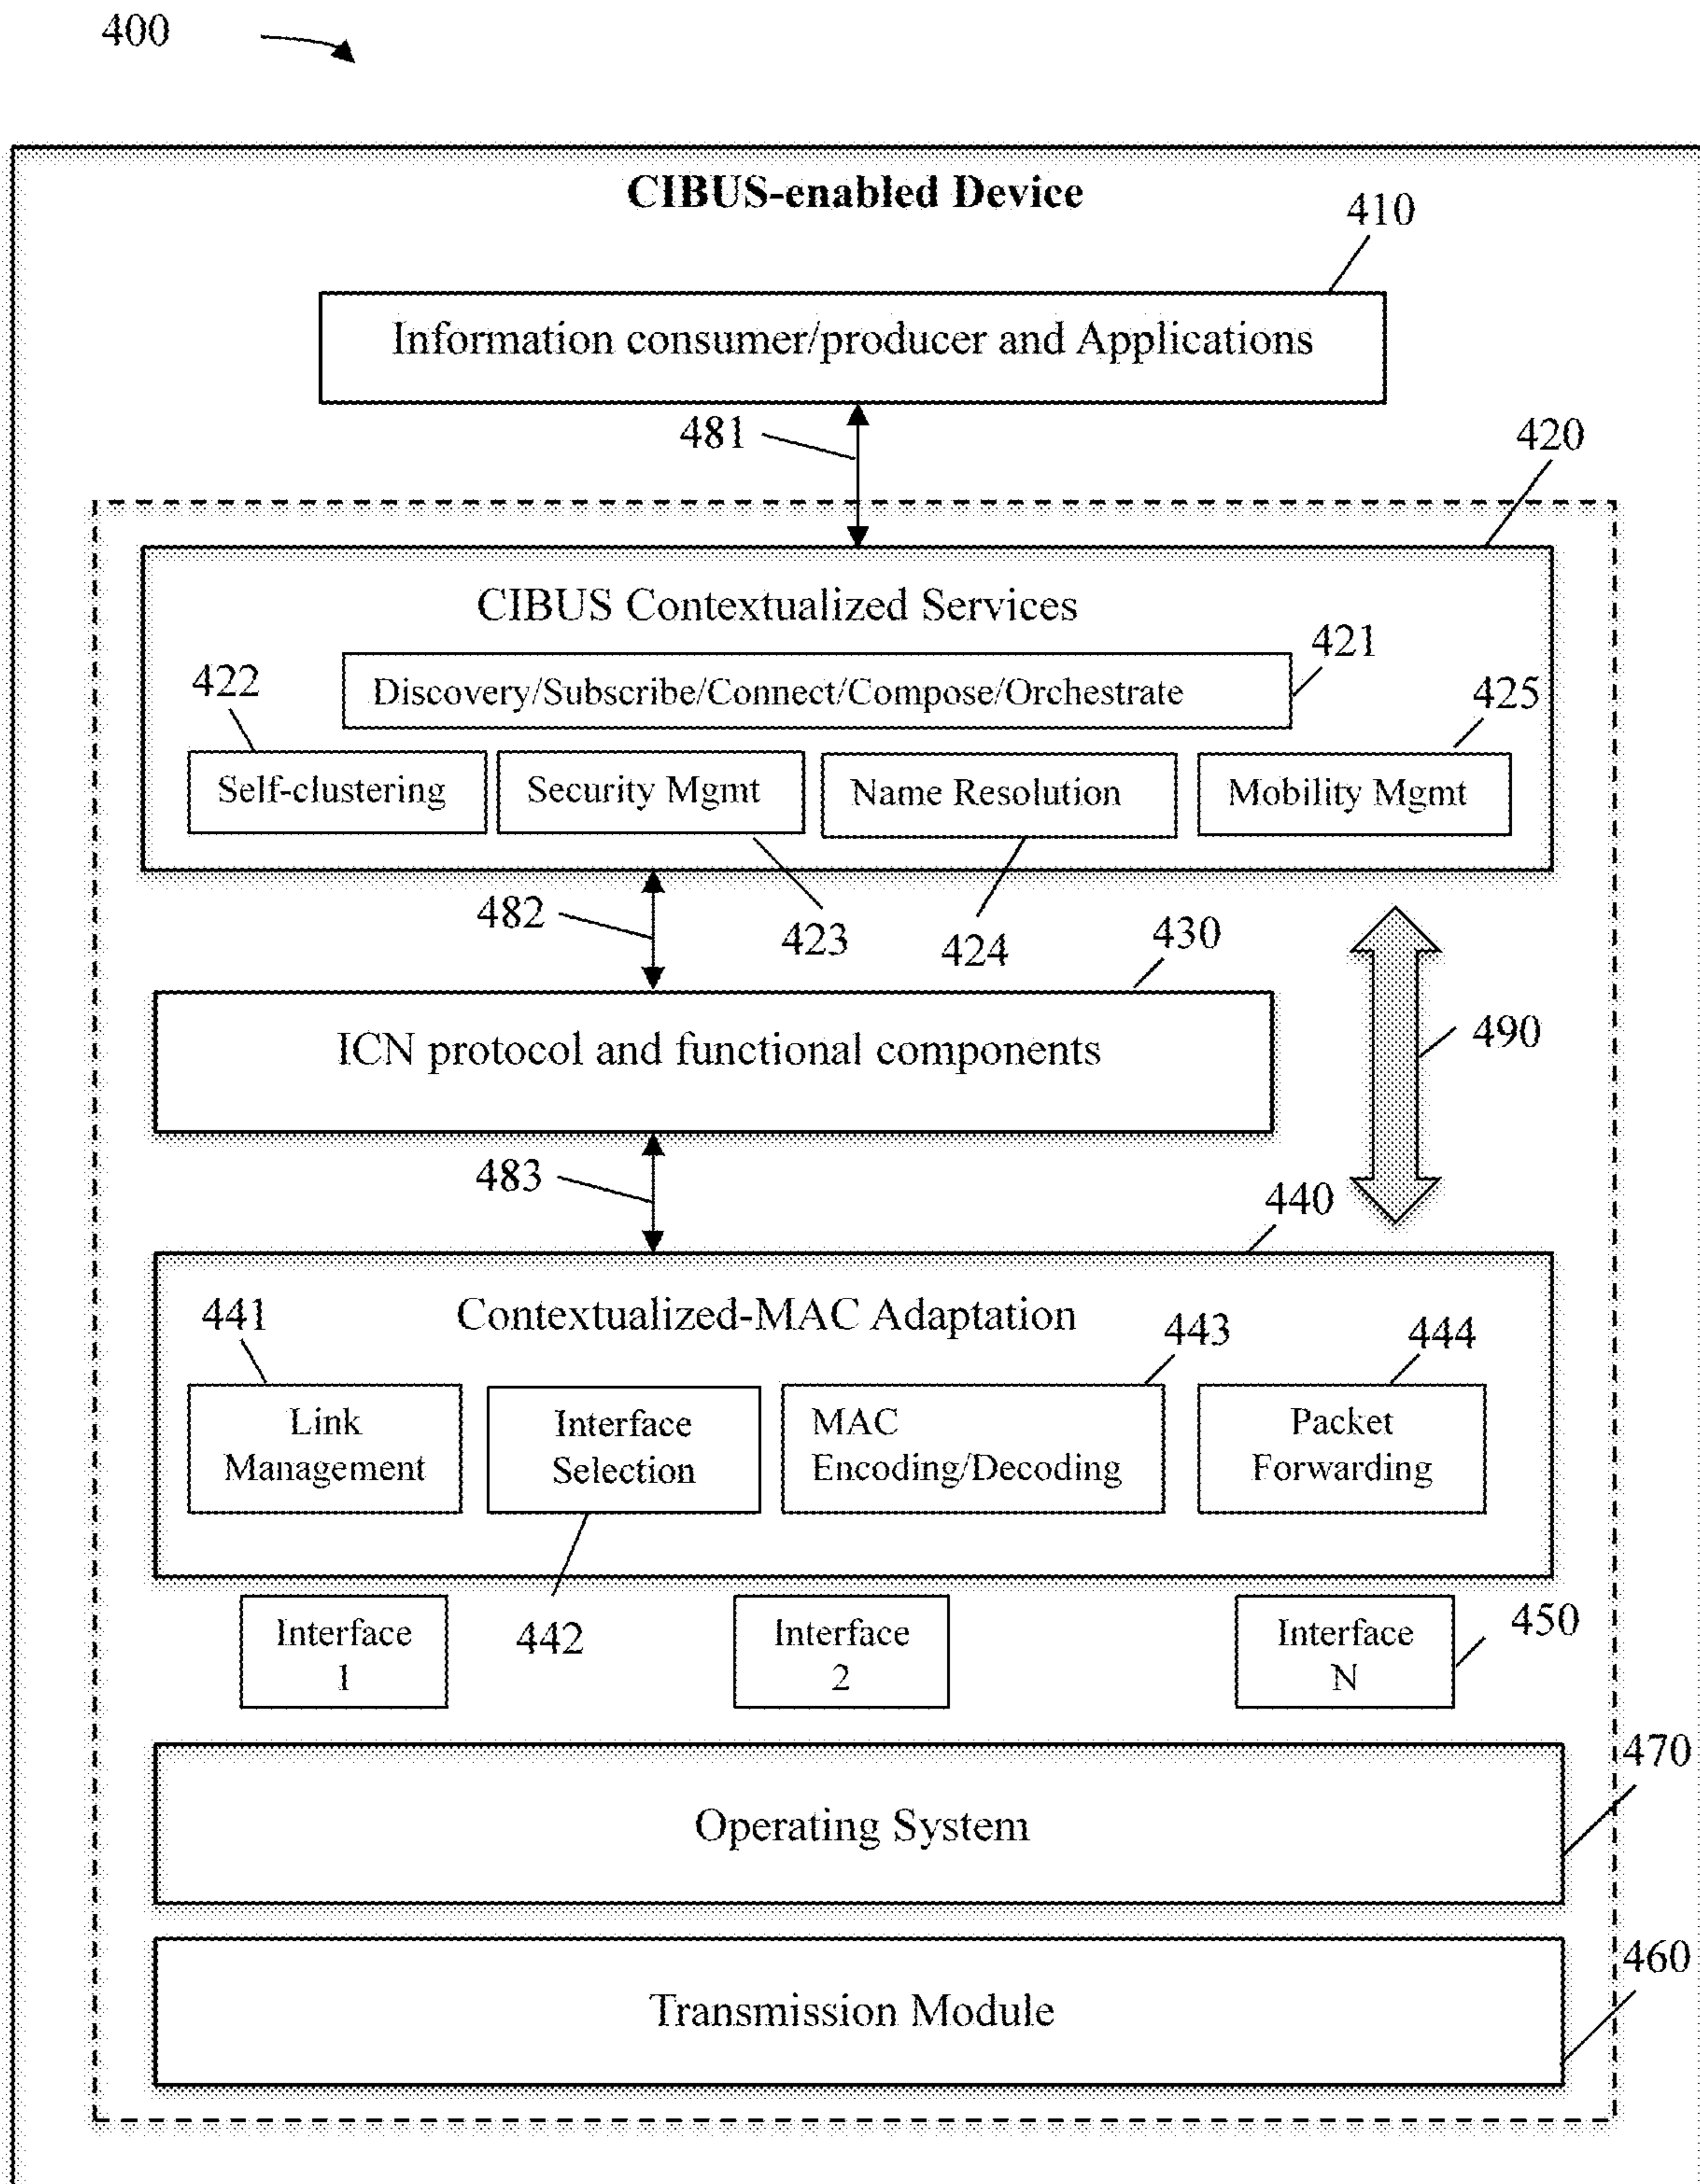 400
CIBUS-enabled Device
410
Information consumer/producer and Applications
481
420
CIBUS Contextualized Services
421
422
Discovery/Subscribe/Connect/Compose/Orchestrate
425
Self-clustering
Security Mgmt
Name Resolution
Mobility Mgmt
482
423
424
430
ICN protocol and functional components
490
483
440
Contextualized-MAC Adaptation
441
443
444
Link
Management
Interface
Selection
MAC
Encoding/Decoding
Packet
Forwarding
442
450
Interface
1
Interface
2
Interface
N
470
Operating System
460
Transmission Module